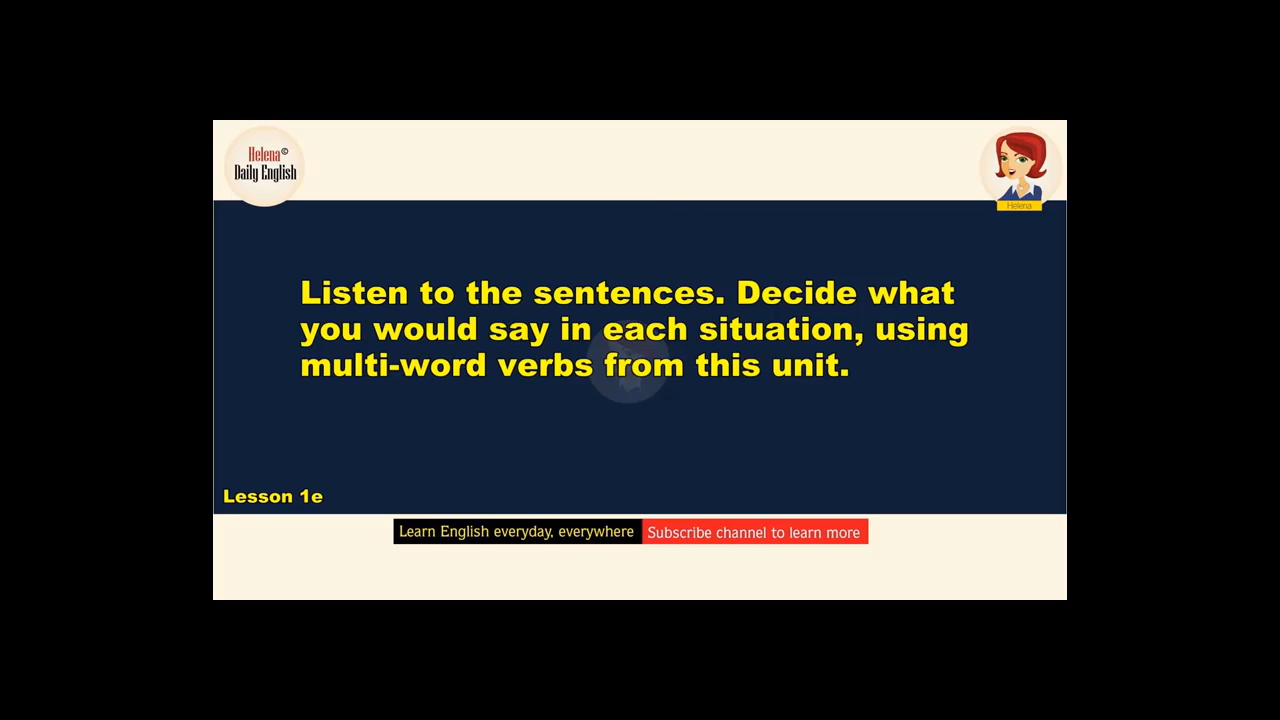 Helena©
Daily English
Helena
Listen to the sentences. Decide what
you would say in each situation, using
multi-word verbs from this unit.
Lesson 1e
Learn English everyday, everywhere
Subscribe channel to learn more